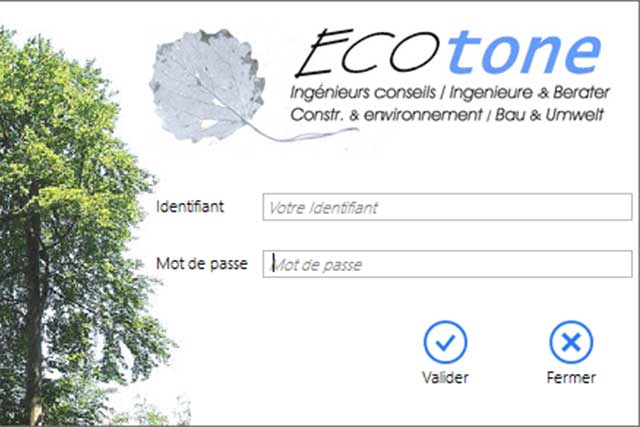 ECOtone
Ingénieurs conseils / Ingenieure & Berater
Constr. & environnement / Bau & Umwelt
Identifiant Votre Identifiant
Mot de passe Mot de passe
Valider Fermer